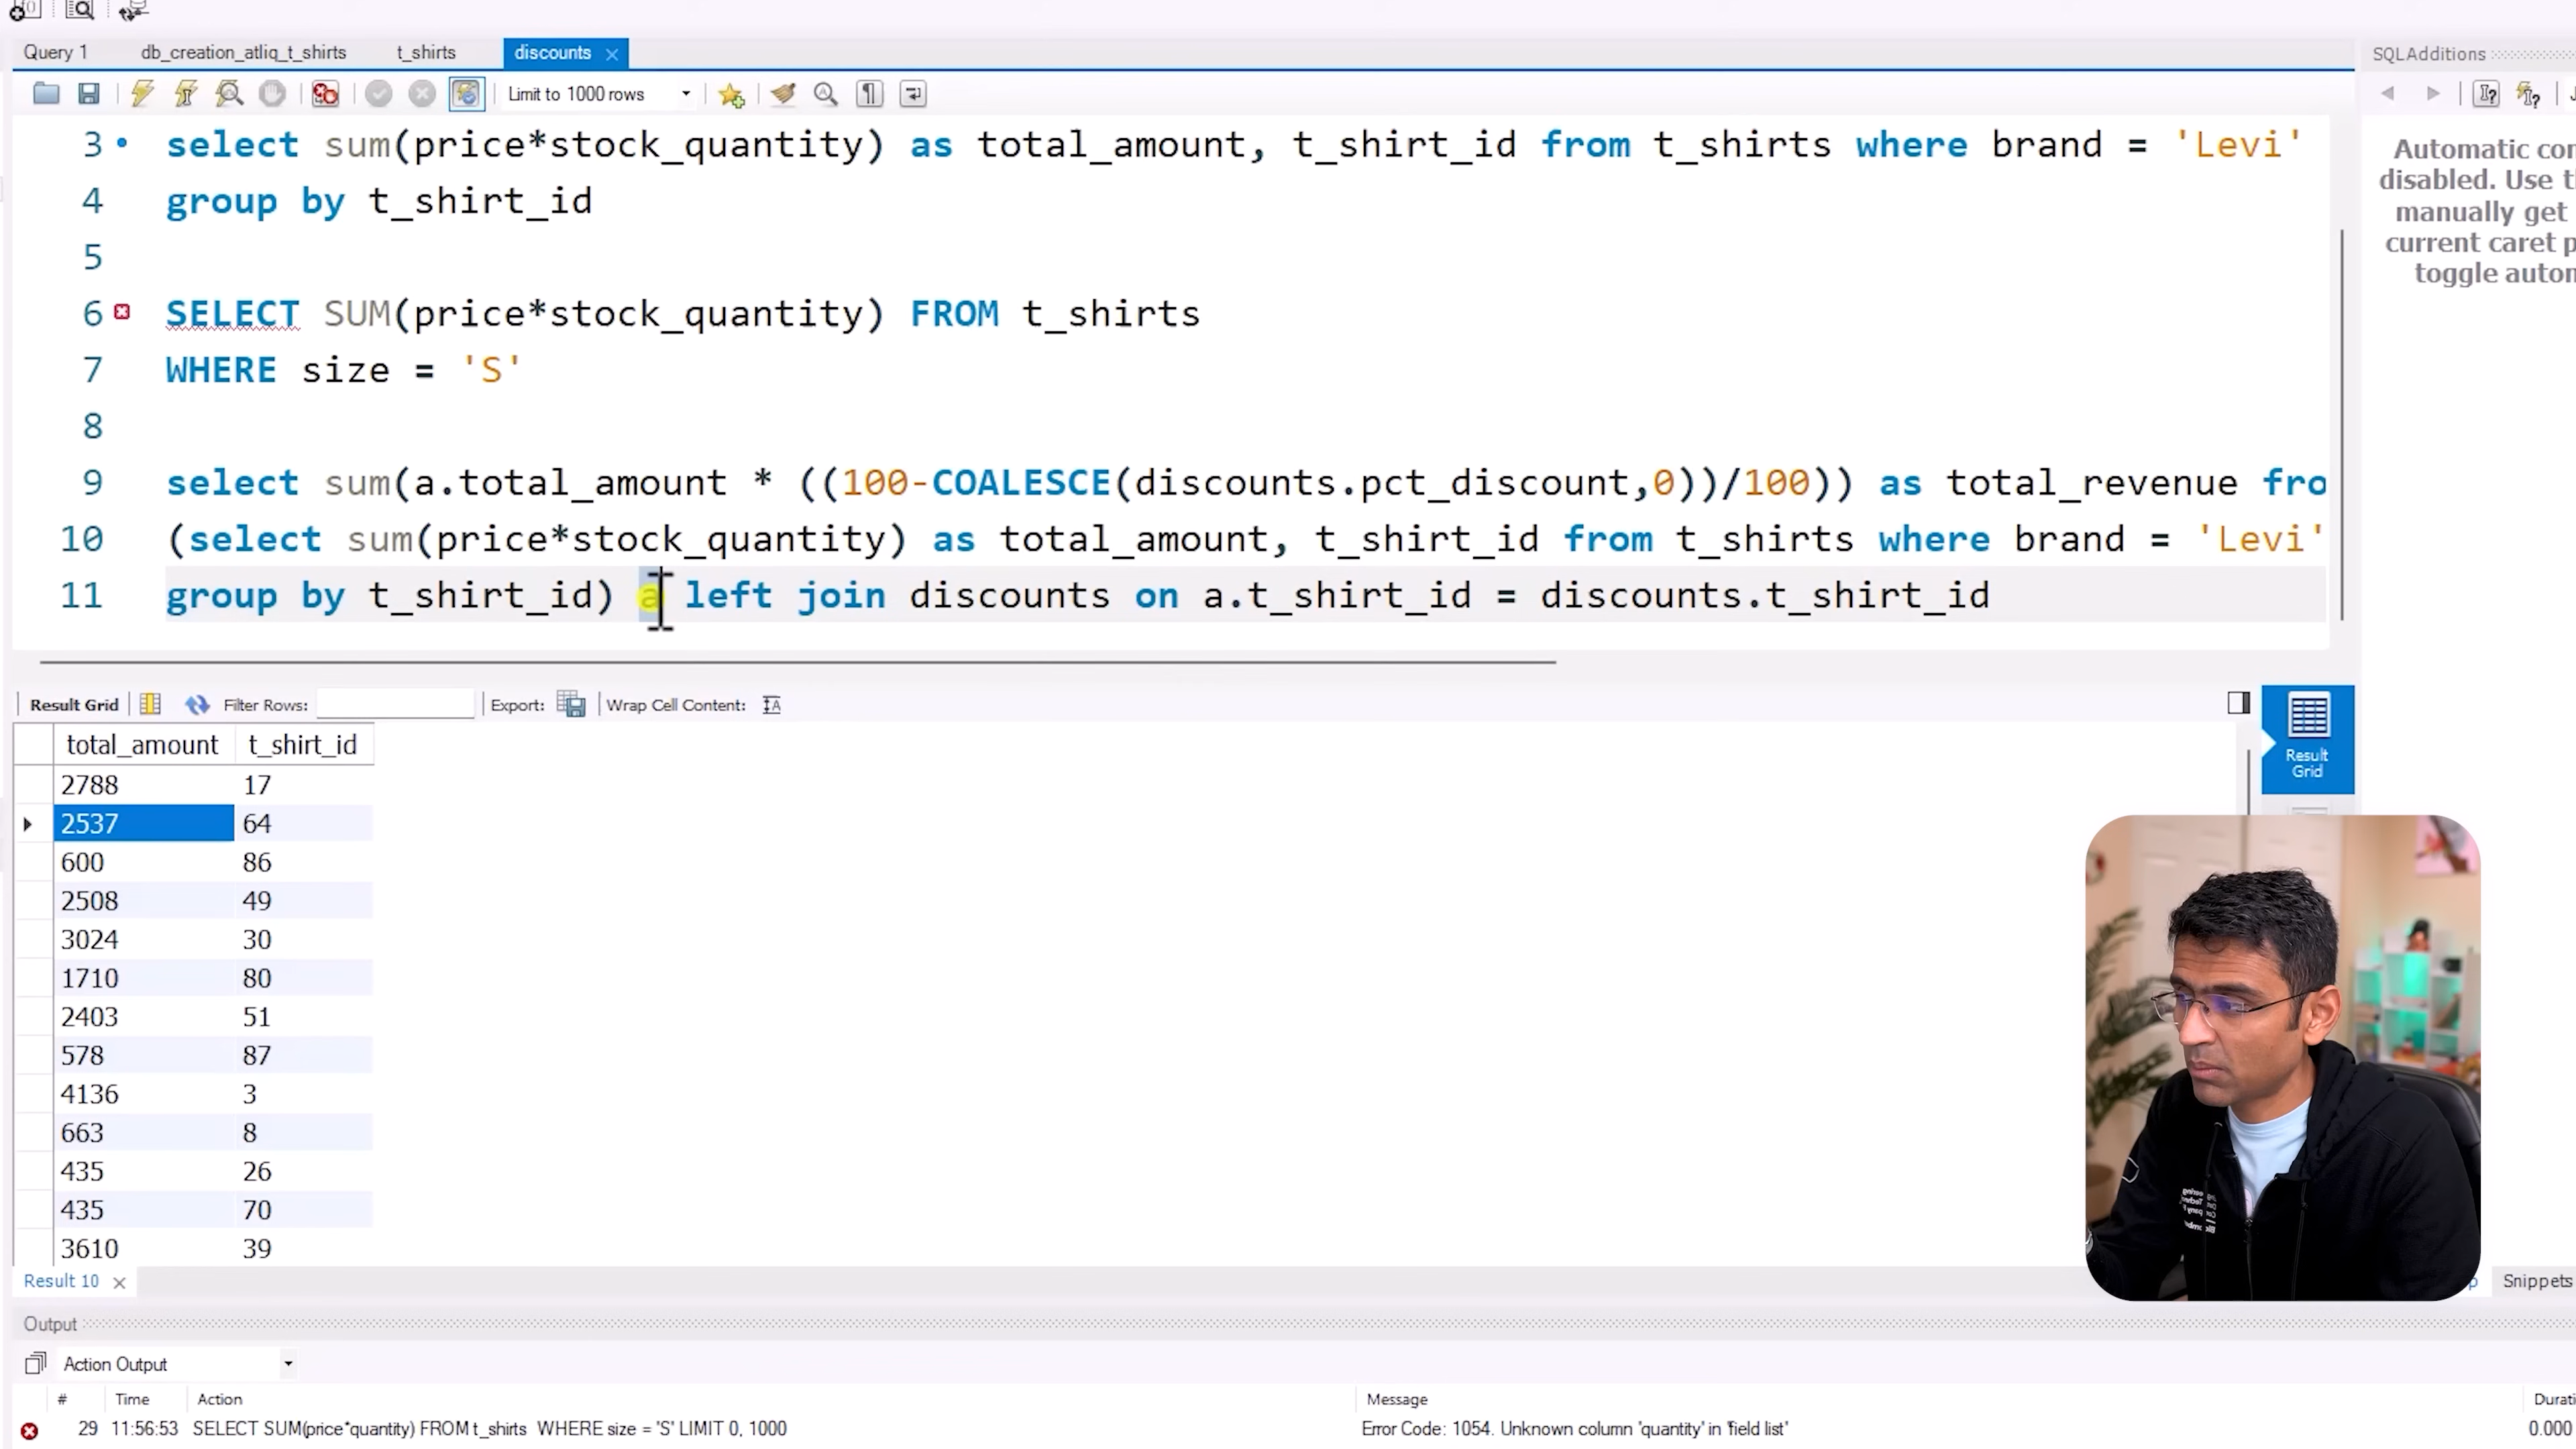 Query 1
db_creation_atliq_t_shirts
t_shirts
discounts
SQLAdditions
Limit to 1000 rows
3 select sum(price*stock_quantity) as total_amount, t_shirt_id from t_shirts where brand = 'Levi'
4 group by t_shirt_id
5
6 SELECT SUM(price*stock_quantity) FROM t_shirts
7 WHERE size = 'S'
8
9 select sum(a.total_amount * ((100-COALESCE(discounts.pct_discount,0))/100)) as total_revenue fro
10 (select sum(price*stock_quantity) as total_amount, t_shirt_id from t_shirts where brand = 'Levi'
11 group by t_shirt_id) a left join discounts on a.t_shirt_id = discounts.t_shirt_id
Automatic con
disabled. Use t
manually get
current caret p
toggle auton
Result Grid
Filter Rows:
Export:
Wrap Cell Content:
Result
Grid
total_amount t_shirt_id
2788 17
2537 64
600 86
2508 49
3024 30
1710 80
2403 51
578 87
4136 3
663 8
435 26
435 70
3610 39
Result 10
Snippets
Output
Action Output
# Time Action Message Durati
29 11:56:53 SELECT SUM(price*quantity) FROM t_shirts WHERE size = 'S' LIMIT 0, 1000 Error Code: 1054. Unknown column 'quantity' in 'field list' 0.000